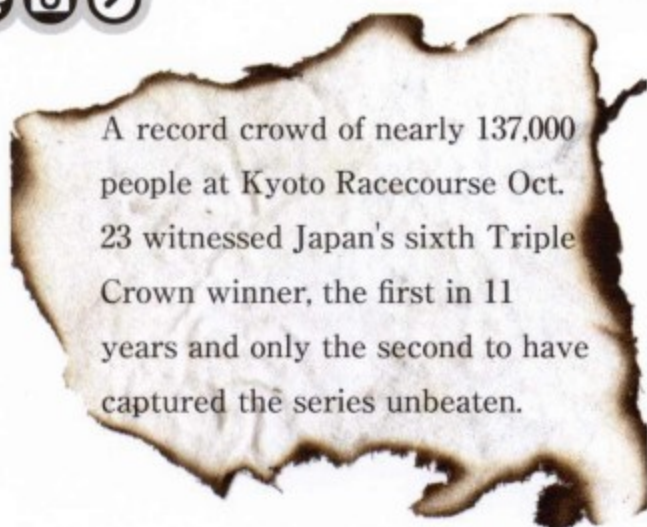 A record crowd of nearly 137,000
people at Kyoto Racecourse Oct.
23 witnessed Japan's sixth Triple
Crown winner, the first in 11
years and only the second to have
captured the series unbeaten.